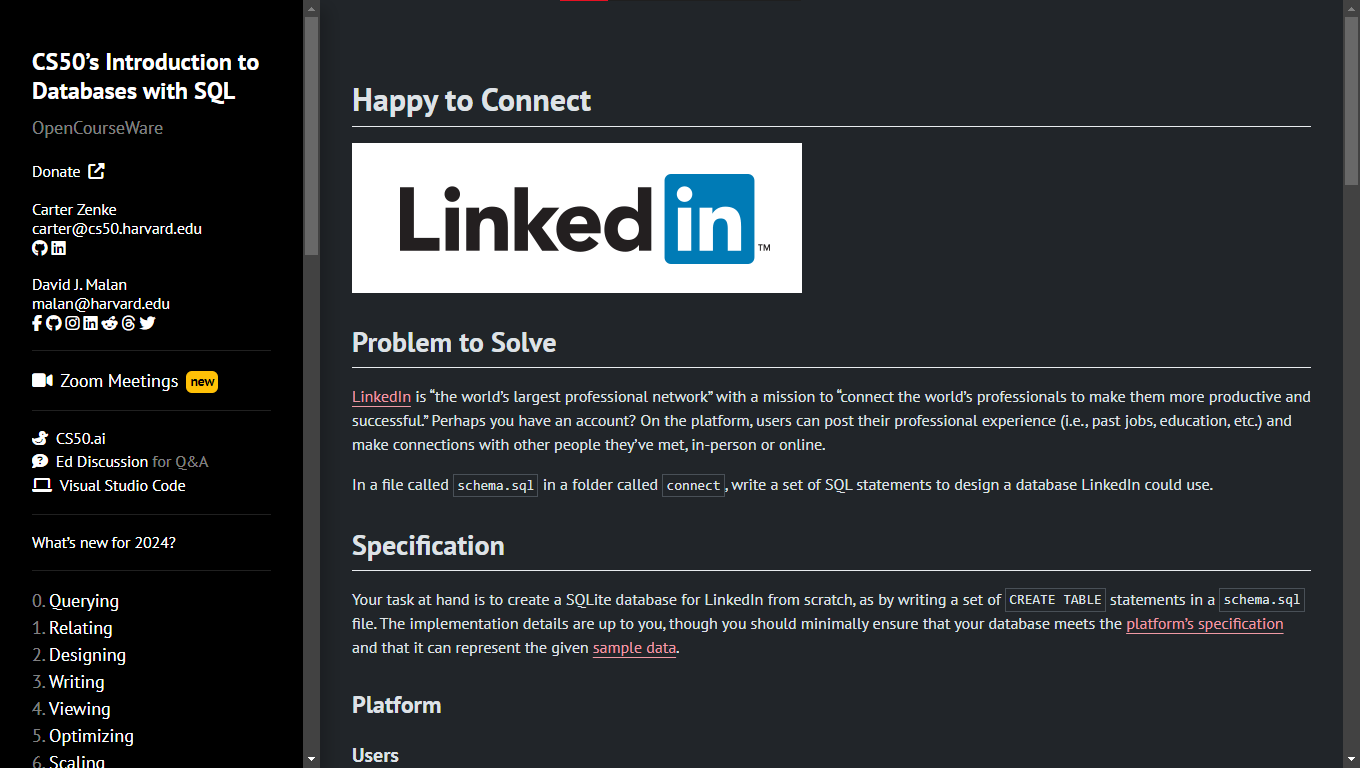 CS50’s Introduction to
Databases with SQL
OpenCourseWare
Donate
Carter Zenke
carter@cs50.harvard.edu
David J. Malan
malan@harvard.edu
Zoom Meetings new
CS50.ai
Ed Discussion for Q&A
Visual Studio Code
What’s new for 2024?
0. Querying
1. Relating
2. Designing
3. Writing
4. Viewing
5. Optimizing
6. Scaling
Happy to Connect
Linked in ™
Problem to Solve
LinkedIn is “the world’s largest professional network” with a mission to “connect the world’s professionals to make them more productive and
successful.” Perhaps you have an account? On the platform, users can post their professional experience (i.e., past jobs, education, etc.) and
make connections with other people they’ve met, in-person or online.
In a file called schema.sql in a folder called connect, write a set of SQL statements to design a database LinkedIn could use.
Specification
Your task at hand is to create a SQLite database for LinkedIn from scratch, as by writing a set of CREATE TABLE statements in a schema.sql
file. The implementation details are up to you, though you should minimally ensure that your database meets the platform’s specification
and that it can represent the given sample data.
Platform
Users